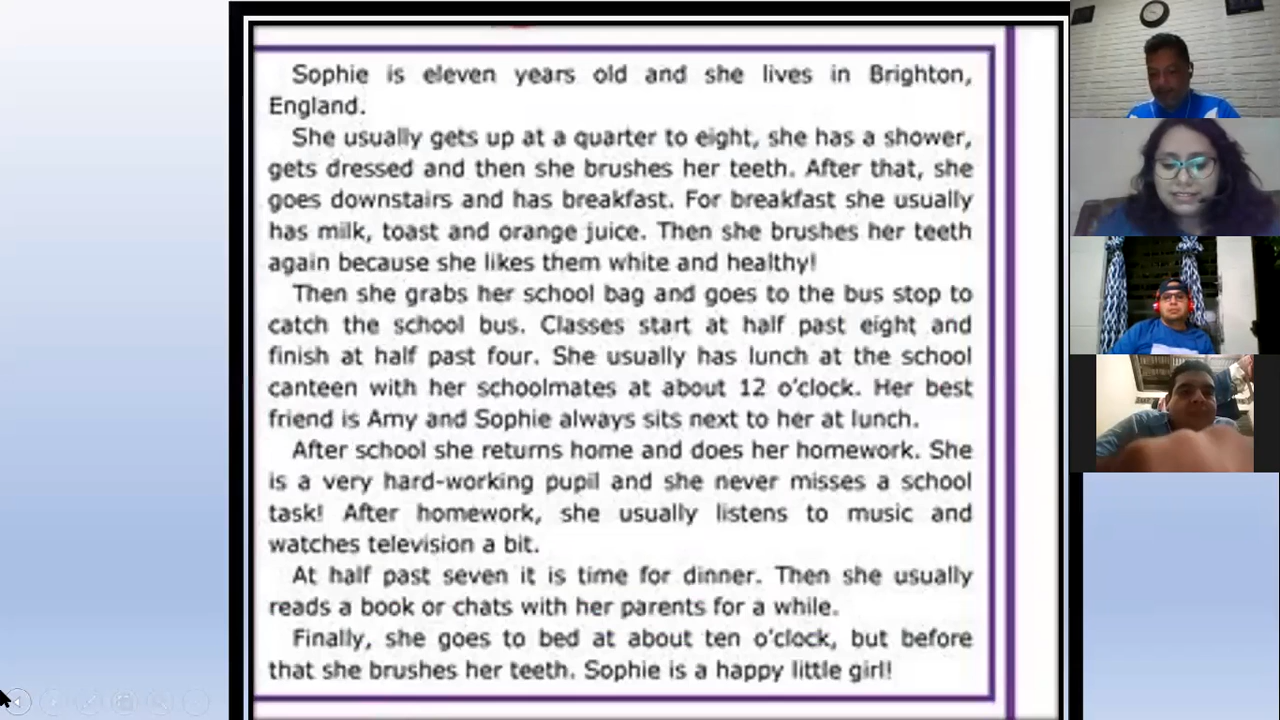 Sophie is eleven years old and she lives in Brighton,
England.
She usually gets up at a quarter to eight, she has a shower,
gets dressed and then she brushes her teeth. After that, she
goes downstairs and has breakfast. For breakfast she usually
has milk, toast and orange juice. Then she brushes her teeth
again because she likes them white and healthy!
Then she grabs her school bag and goes to the bus stop to
catch the school bus. Classes start at half past eight and
finish at half past four. She usually has lunch at the school
canteen with her schoolmates at about 12 o'clock. Her best
friend is Amy and Sophie always sits next to her at lunch.
After school she returns home and does her homework. She
is a very hard-working pupil and she never misses a school
task! After homework, she usually listens to music and
watches television a bit.
At half past seven it is time for dinner. Then she usually
reads a book or chats with her parents for a while.
Finally, she goes to bed at about ten o'clock, but before
that she brushes her teeth. Sophie is a happy little girl!